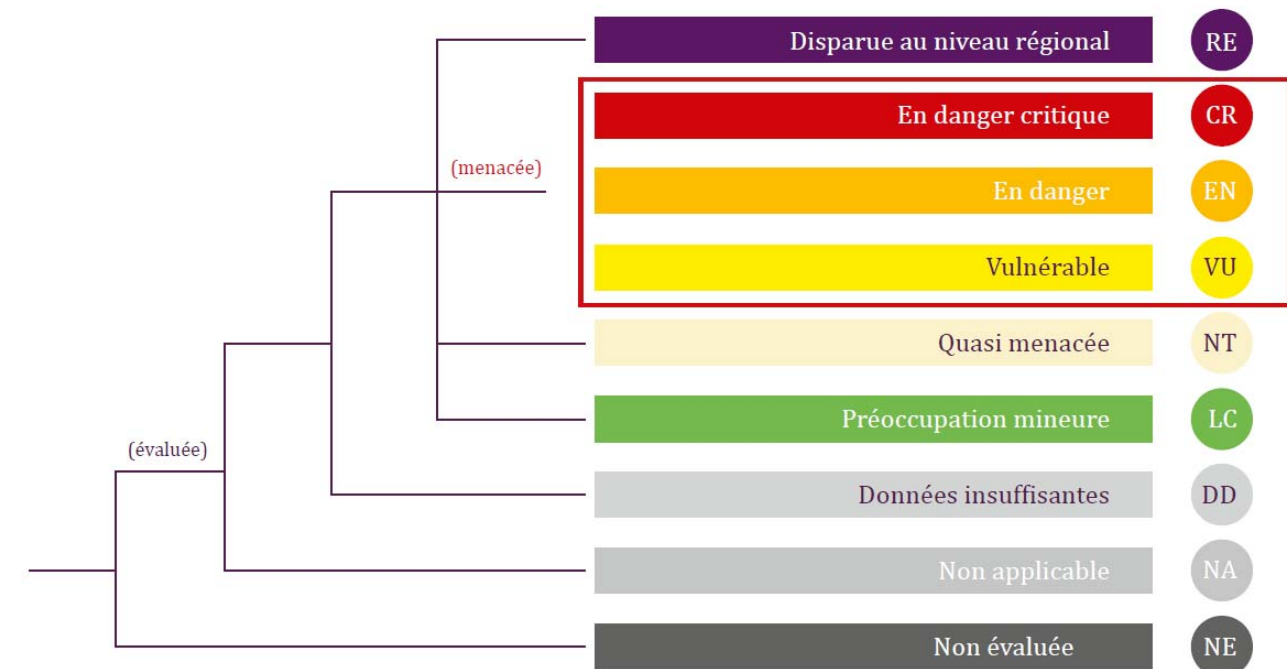 Disparue au niveau régional RE
En danger critique CR
(menacée)
En danger EN
Vulnérable VU
Quasi menacée NT
Préoccupation mineure LC
(évaluée)
Données insuffisantes DD
Non applicable NA
Non évaluée NE